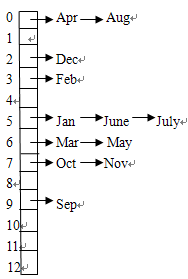 0 Apr Aug
1
2 Dec
3 Feb
4
5 Jan June July
6 Mar May
7 Oct Nov
8
9 Sep
10
11
12